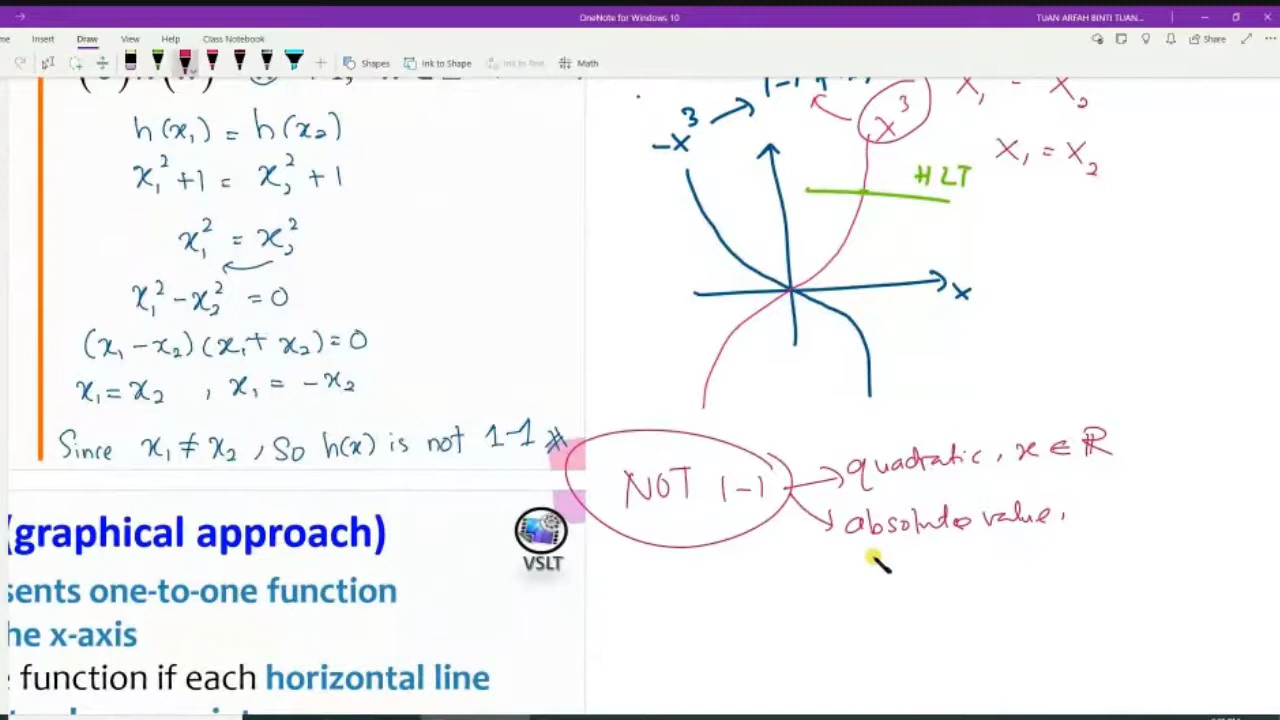 OneNote for Windows 10
TUAN ARFAH BINTI TUAN...
Insert Draw View Help Class Notebook
Share
Shapes Ink to Shape Ink to Text Math
h(x₁) = h(x₂)
x₁² + 1 = x₂² + 1
x₁² = x₂²
x₁² - x₂² = 0
(x₁ - x₂)(x₁ + x₂) = 0
x₁ = x₂ , x₁ = -x₂
Since x₁ ≠ x₂ , so h(x) is not 1-1 #
-x³
x³
x₁ = x₂
HLT
x
NOT 1-1
quadratic, x ∈ ℝ
absolute value,
(graphical approach)
VSLT
sents one-to-one function
he x-axis
function if each horizontal line